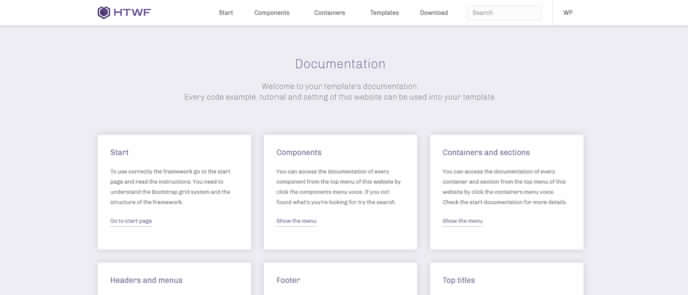 HTWF
Start Components Containers Templates Download Search WP
Documentation
Welcome to your template's documentation.
Every code example, tutorial and setting of this website can be used into your template.
Start
To use correctly the framework go to the start
page and read the instructions. You need to
understand the Bootstrap grid system and the
structure of the framework.
Go to start page
Components
You can access the documentation of every
component from the top menu of this website by
click the components menu voice. If you not
found what's you're looking for try the search.
Show the menu
Containers and sections
You can access the documentation of every
container and section from the top menu of this
website by click the containers menu voice.
Check the start documentation for more details.
Show the menu
Headers and menus
Footer
Top titles